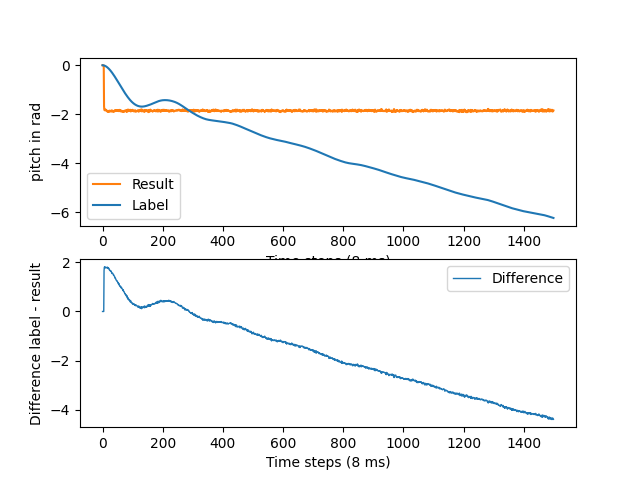 pitch in rad
0
−2
−4
−6
Result
Label
0 200 400 600 800 1000 1200 1400
Time steps (8 ms)
Difference label - result
2
0
−2
−4
Difference
0 200 400 600 800 1000 1200 1400
Time steps (8 ms)